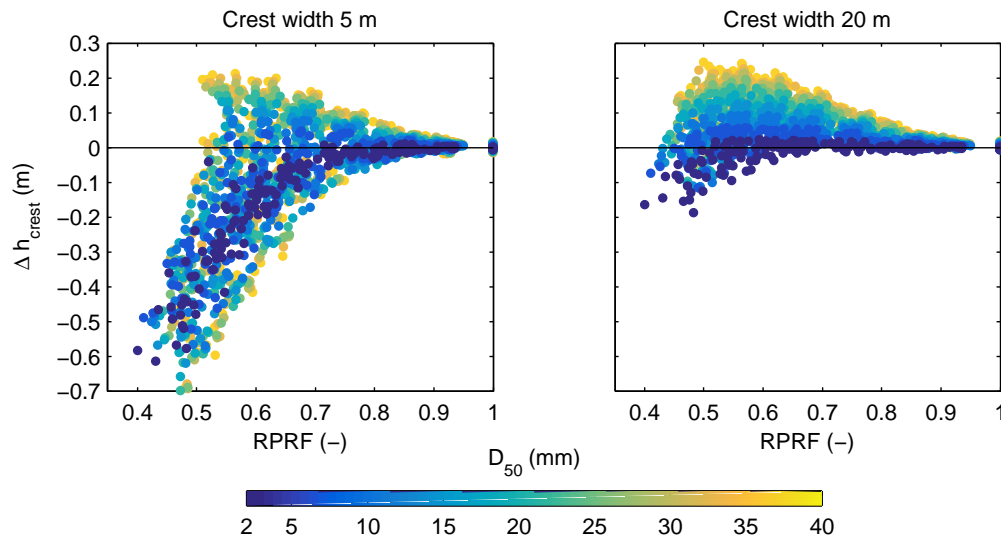 Crest width 5 m
Crest width 20 m
0.3
0.2
0.1
0
−0.1
−0.2
−0.3
−0.4
−0.5
−0.6
−0.7
Δ h_crest (m)
0.4 0.5 0.6 0.7 0.8 0.9 1
0.4 0.5 0.6 0.7 0.8 0.9 1
RPRF (−)
RPRF (−)
D_50 (mm)
2 5 10 15 20 25 30 35 40